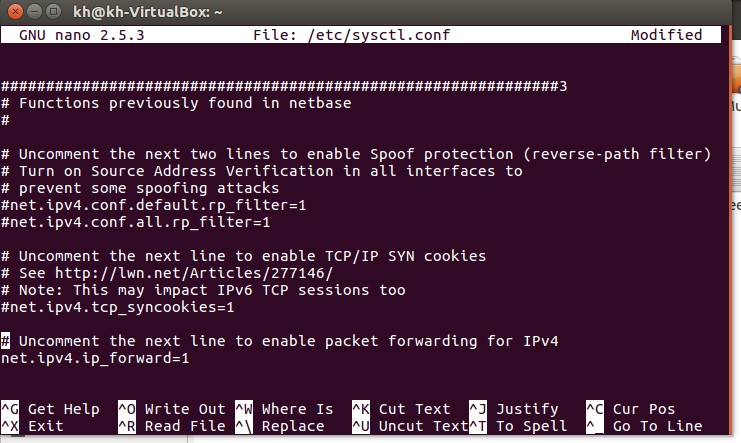 kh@kh-VirtualBox: ~
GNU nano 2.5.3 File: /etc/sysctl.conf Modified
##############################################################3
# Functions previously found in netbase
#
# Uncomment the next two lines to enable Spoof protection (reverse-path filter)
# Turn on Source Address Verification in all interfaces to
# prevent some spoofing attacks
#net.ipv4.conf.default.rp_filter=1
#net.ipv4.conf.all.rp_filter=1
# Uncomment the next line to enable TCP/IP SYN cookies
# See http://lwn.net/Articles/277146/
# Note: This may impact IPv6 TCP sessions too
#net.ipv4.tcp_syncookies=1
# Uncomment the next line to enable packet forwarding for IPv4
net.ipv4.ip_forward=1
^G Get Help ^O Write Out ^W Where Is ^K Cut Text ^J Justify ^C Cur Pos
^X Exit ^R Read File ^\ Replace ^U Uncut Text ^T To Spell ^_ Go To Line